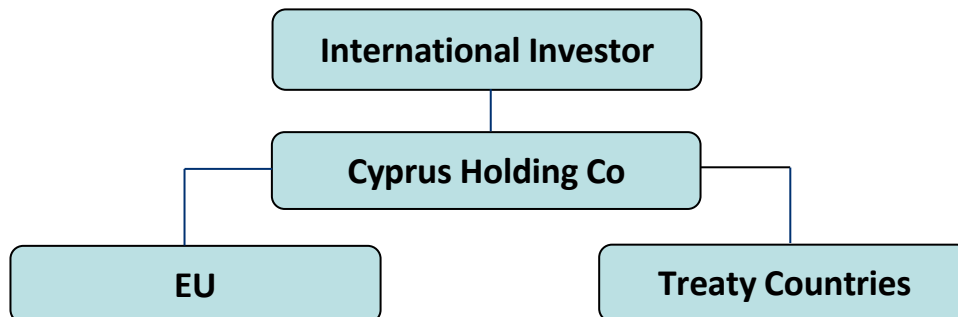 International Investor
Cyprus Holding Co
EU
Treaty Countries